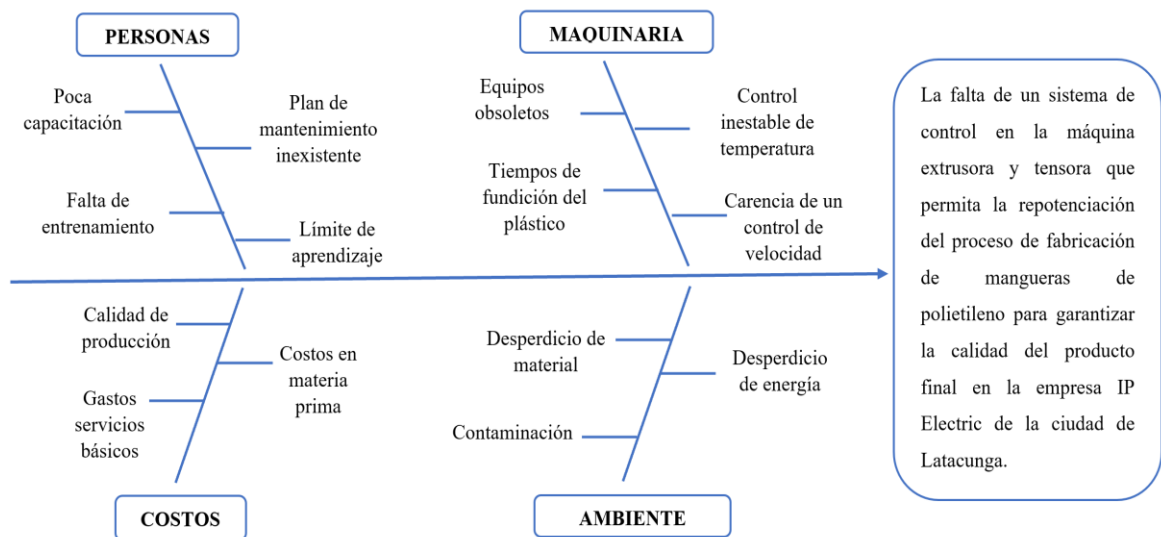 PERSONAS
Poca
capacitación
Plan de
mantenimiento
inexistente
Falta de
entrenamiento
Límite de
aprendizaje
MAQUINARIA
Equipos
obsoletos
Control
inestable de
temperatura
Tiempos de
fundición del
plástico
Carencia de un
control de
velocidad
Calidad de
producción
Costos en
materia
prima
Gastos
servicios
básicos
COSTOS
Desperdicio de
material
Desperdicio
de energía
Contaminación
AMBIENTE
La falta de un sistema de
control en la máquina
extrusora y tensora que
permita la repotenciación
del proceso de fabricación
de mangueras de
polietileno para garantizar
la calidad del producto
final en la empresa IP
Electric de la ciudad de
Latacunga.